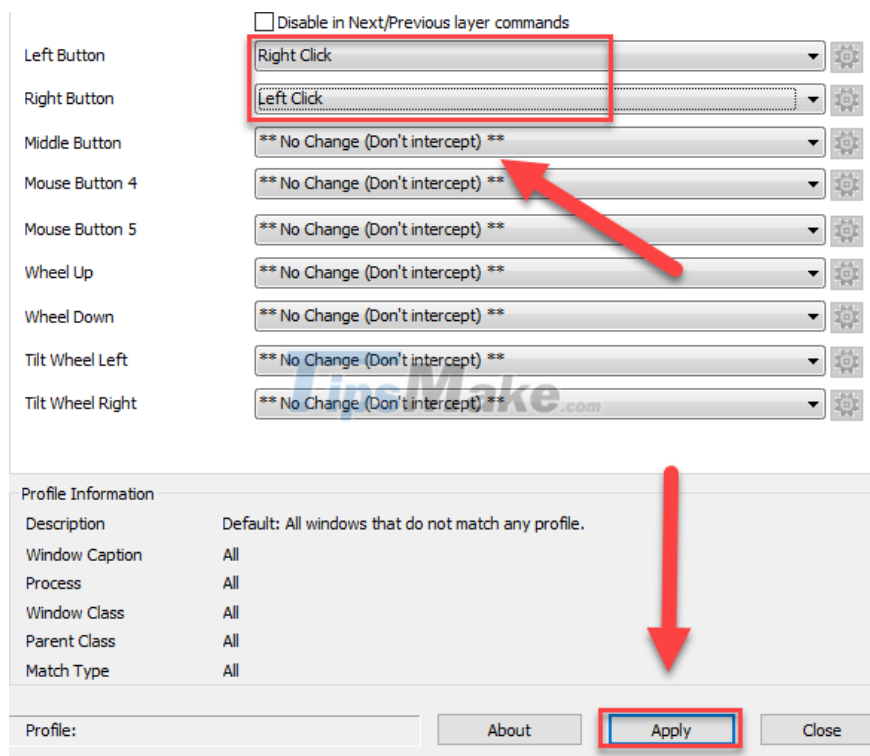 Disable in Next/Previous layer commands
Left Button Right Click
Right Button Left Click
Middle Button ** No Change (Don't intercept) **
Mouse Button 4 ** No Change (Don't intercept) **
Mouse Button 5 ** No Change (Don't intercept) **
Wheel Up ** No Change (Don't intercept) **
Wheel Down ** No Change (Don't intercept) **
Tilt Wheel Left ** No Change (Don't intercept) **
TipsMake.com
Tilt Wheel Right ** No Change (Don't intercept) **
Profile Information
Description Default: All windows that do not match any profile.
Window Caption All
Process All
Window Class All
Parent Class All
Match Type All
Profile: About Apply Close